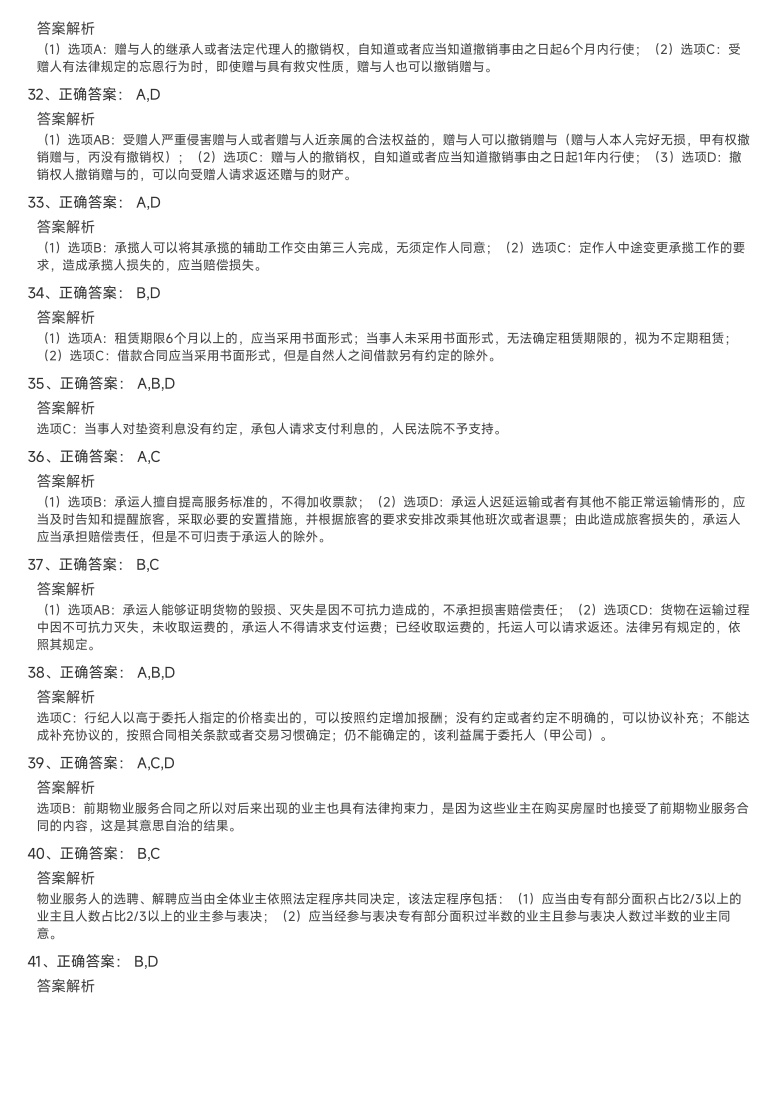 答案解析
（1）选项A：赠与人的继承人或者法定代理人的撤销权，自知道或者应当知道撤销事由之日起6个月内行使；（2）选项C：受
赠人有法律规定的忘恩行为时，即使赠与具有救灾性质，赠与人也可以撤销赠与。
32、正确答案： A,D
答案解析
（1）选项AB：受赠人严重侵害赠与人或者赠与人近亲属的合法权益的，赠与人可以撤销赠与（赠与人本人完好无损，甲有权撤
销赠与，丙没有撤销权）；（2）选项C：赠与人的撤销权，自知道或者应当知道撤销事由之日起1年内行使；（3）选项D：撤
销权人撤销赠与的，可以向受赠人请求返还赠与的财产。
33、正确答案： A,D
答案解析
（1）选项B：承揽人可以将其承揽的辅助工作交由第三人完成，无须定作人同意；（2）选项C：定作人中途变更承揽工作的要
求，造成承揽人损失的，应当赔偿损失。
34、正确答案： B,D
答案解析
（1）选项A：租赁期限6个月以上的，应当采用书面形式；当事人未采用书面形式，无法确定租赁期限的，视为不定期租赁；
（2）选项C：借款合同应当采用书面形式，但是自然人之间借款另有约定的除外。
35、正确答案： A,B,D
答案解析
选项C：当事人对垫资利息没有约定，承包人请求支付利息的，人民法院不予支持。
36、正确答案： A,C
答案解析
（1）选项B：承运人擅自提高服务标准的，不得加收票款；（2）选项D：承运人迟延运输或者有其他不能正常运输情形的，应
当及时告知和提醒旅客，采取必要的安置措施，并根据旅客的要求安排改乘其他班次或者退票；由此造成旅客损失的，承运人
应当承担赔偿责任，但是不可归责于承运人的除外。
37、正确答案： B,C
答案解析
（1）选项AB：承运人能够证明货物的毁损、灭失是因不可抗力造成的，不承担损害赔偿责任；（2）选项CD：货物在运输过程
中因不可抗力灭失，未收取运费的，承运人不得请求支付运费；已经收取运费的，托运人可以请求返还。法律另有规定的，依
照其规定。
38、正确答案： A,B,D
答案解析
选项C：行纪人以高于委托人指定的价格卖出的，可以按照约定增加报酬；没有约定或者约定不明确的，可以协议补充；不能达
成补充协议的，按照合同相关条款或者交易习惯确定；仍不能确定的，该利益属于委托人（甲公司）。
39、正确答案： A,C,D
答案解析
选项B：前期物业服务合同之所以对后来出现的业主也具有法律拘束力，是因为这些业主在购买房屋时也接受了前期物业服务合
同的内容，这是其意思自治的结果。
40、正确答案： B,C
答案解析
物业服务人的选聘、解聘应当由全体业主依照法定程序共同决定，该法定程序包括：（1）应当由专有部分面积占比2/3以上的
业主且人数占比2/3以上的业主参与表决；（2）应当经参与表决专有部分面积过半数的业主且参与表决人数过半数的业主同
意。
41、正确答案： B,D
答案解析